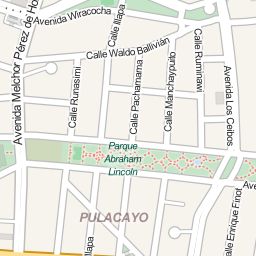 Avenida Wiracocha
Calle Illapa
Avenida Melchor Pérez de Ho
Calle Waldo Ballivián
Calle Runasimi
Calle Pachamama
Calle Manchaypuito
Calle Ruminawi
Avenida Los Ceibos
Parque
Abraham
Lincoln
PULACAYO
Illapa
Calle Enrique Finot